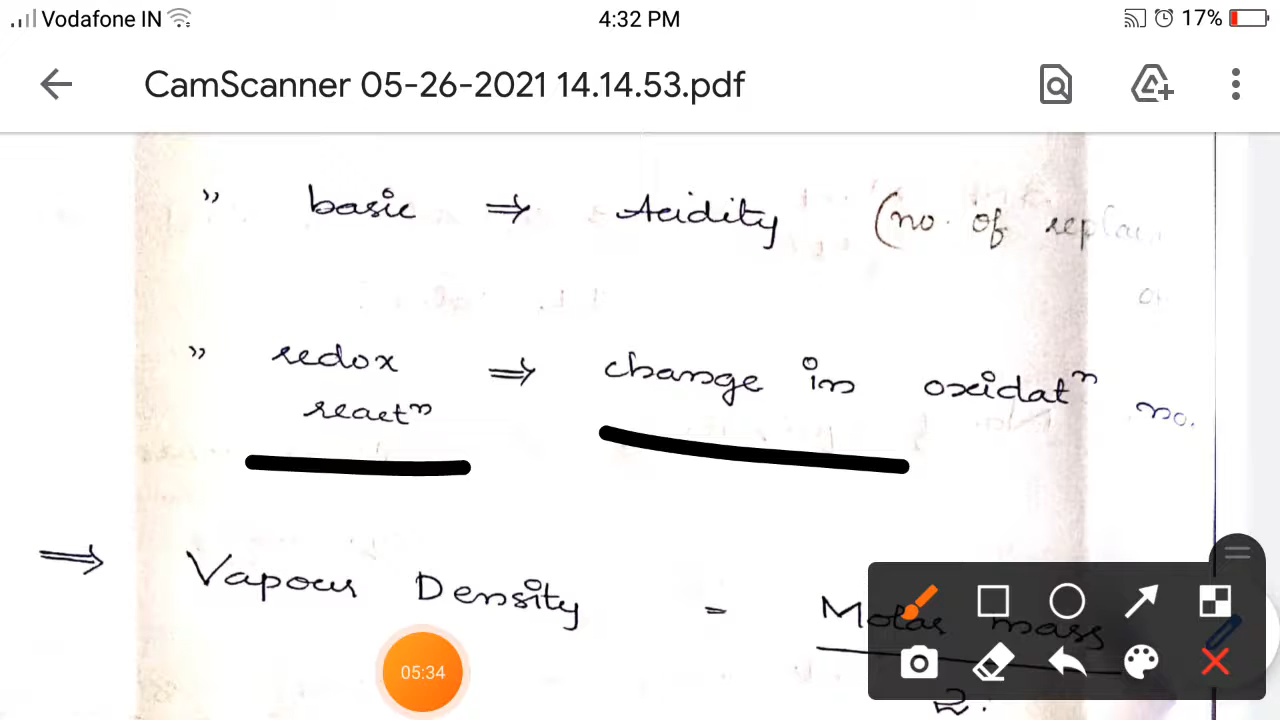 Vodafone IN 4:32 PM 17%
CamScanner 05-26-2021 14.14.53.pdf
" basic ⇒ Acidity (no. of
" redox ⇒ change in oxidatⁿ no.
reactⁿ
⇒ Vapour Density = Molar mass
2.
05:34